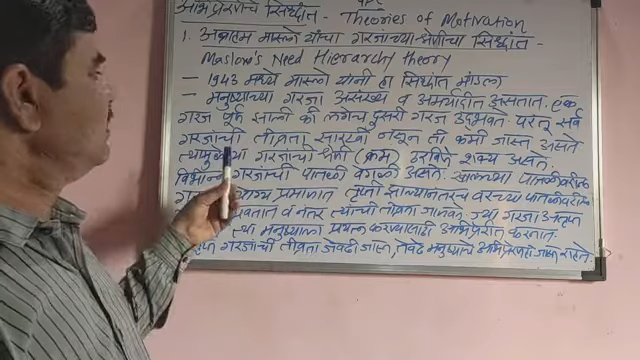 अभिप्रेरणेचे सिद्धांत - Theories of Motivation
1. अब्राहम मास्लो यांचा गरजांच्या श्रेणीचा सिद्धांत -
Maslow's Need Hierarchy theory
- 1943 मध्ये मास्लो यांनी हा सिद्धांत मांडला
- मनुष्याच्या गरजा असंख्य व अमर्यादीत असतात. एक
गरज पूर्ण झाली की लगेच दुसरी गरज उद्भवते परंतू सर्व
गरजांची तीव्रता सारखी नसून ती कमी जास्त असते
त्यामुळे गरजांची श्रेणी (क्रम) ठरविणे शक्य असते.
विभिन्न गरजांची पातळी वेगळी असते. खालच्या पातळीवरील
योग्य प्रमाणात तृप्ती झाल्यानंतरच वरच्या पातळीवरील
व नंतर त्यांची तीव्रता जाणवते. ज्या गरजा अतृप्त
त्या मनुष्याला प्रयत्न करण्यासाठी अभिप्रेरीत करतात.
गरजांची तीव्रता जेवढी जास्त, तेवढे मनुष्याचे अभिप्रेरणही जास्त राहते.